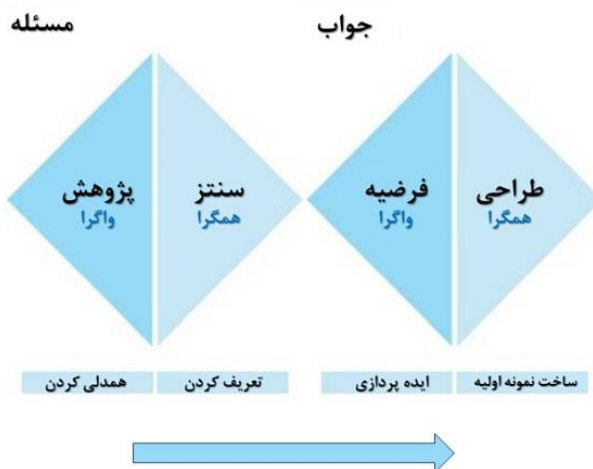 مسئله
جواب
پژوهش
واگرا
سنتز
همگرا
فرضیه
واگرا
طراحی
همگرا
همدلی کردن
تعریف کردن
ایده پردازی
ساخت نمونه اولیه